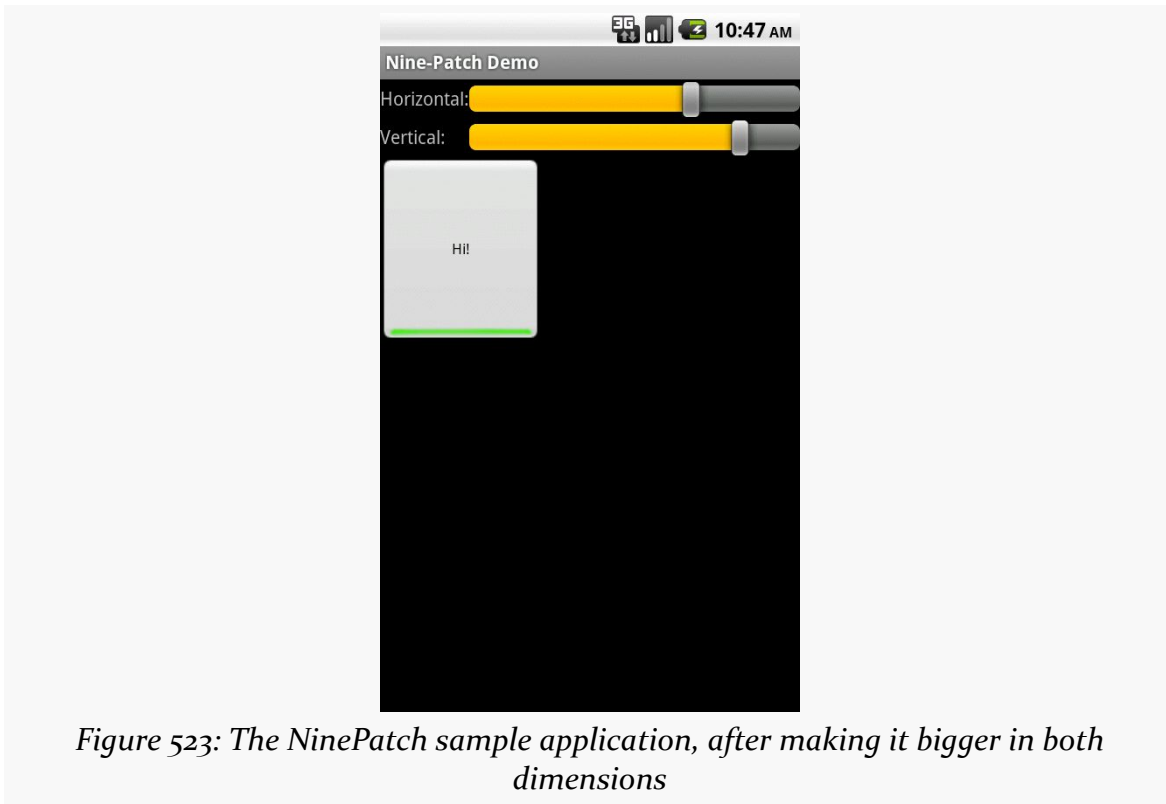 3G 10:47 AM
Nine-Patch Demo
Horizontal:
Vertical:
Hi!
Figure 523: The NinePatch sample application, after making it bigger in both
dimensions